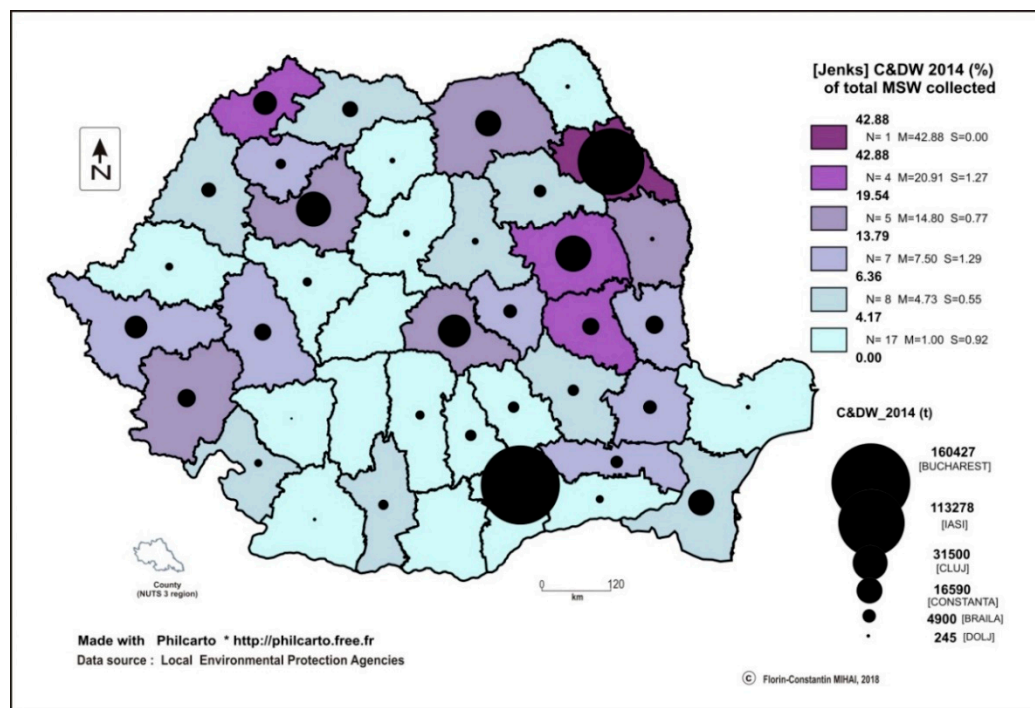 [Jenks] C&DW 2014 (%)
of total MSW collected
42.88
N= 1 M=42.88 S=0.00
42.88
N= 4 M=20.91 S=1.27
19.54
N= 5 M=14.80 S=0.77
13.79
N= 7 M=7.50 S=1.29
6.36
N= 8 M=4.73 S=0.55
4.17
N= 17 M=1.00 S=0.92
0.00
N
C&DW_2014 (t)
160427
[BUCHAREST]
113278
[IASI]
31500
[CLUJ]
16590
[CONSTANTA]
4900 [BRAILA]
245 [DOLJ]
County
(NUTS 3 region)
0 120
km
Made with Philcarto * http://philcarto.free.fr
Data source : Local Environmental Protection Agencies
© Florin-Constantin MIHAI, 2018